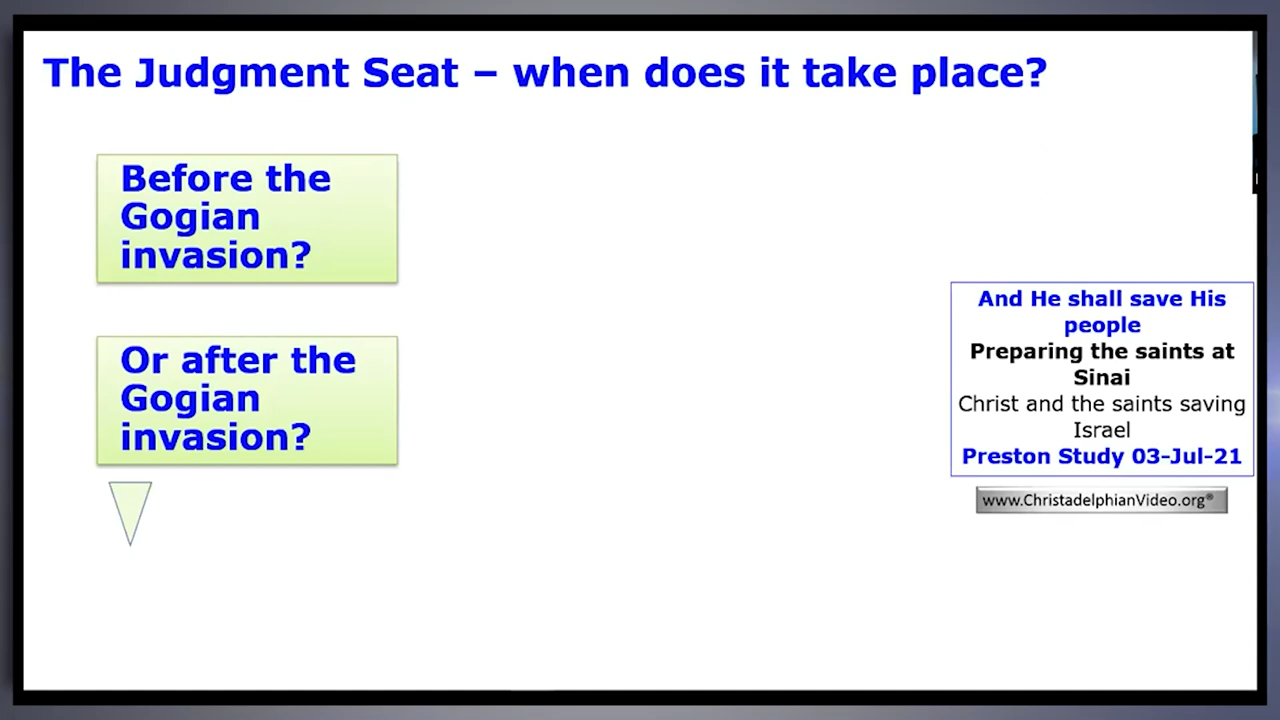 The Judgment Seat – when does it take place?
Before the
Gogian
invasion?
Or after the
Gogian
invasion?
And He shall save His
people
Preparing the saints at
Sinai
Christ and the saints saving
Israel
Preston Study 03-Jul-21
www.ChristadelphianVideo.org®